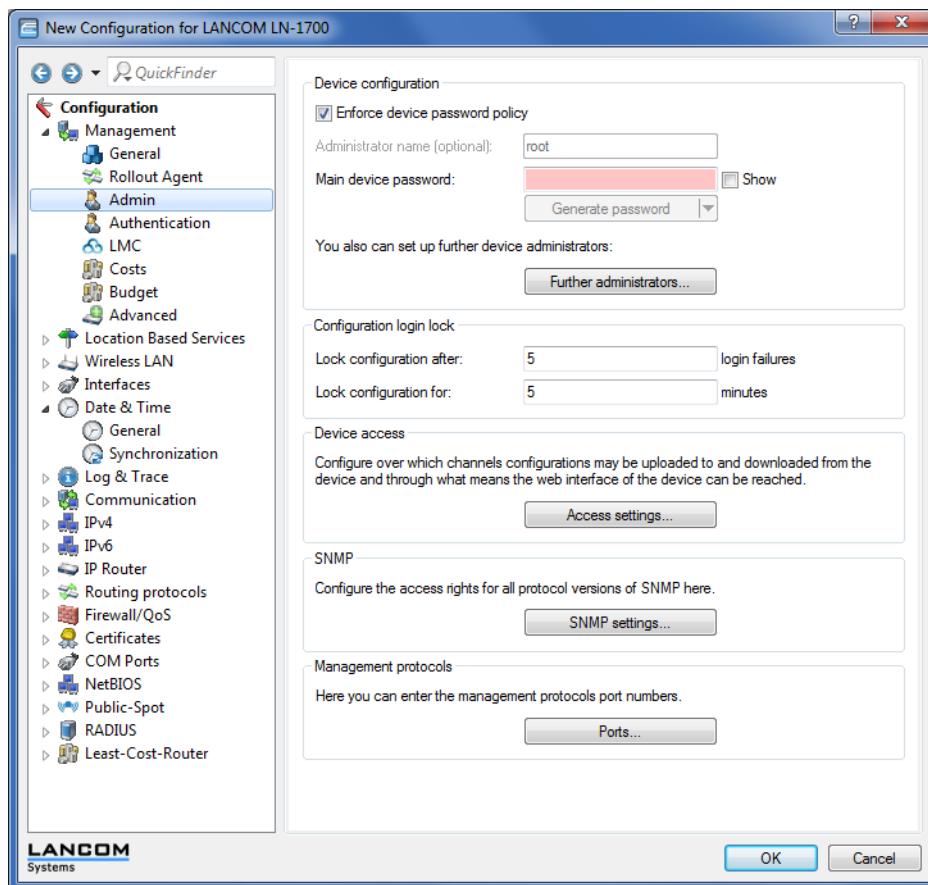 New Configuration for LANCOM LN-1700
QuickFinder
Configuration
Management
General
Rollout Agent
Admin
Authentication
LMC
Costs
Budget
Advanced
Location Based Services
Wireless LAN
Interfaces
Date & Time
General
Synchronization
Log & Trace
Communication
IPv4
IPv6
IP Router
Routing protocols
Firewall/QoS
Certificates
COM Ports
NetBIOS
Public-Spot
RADIUS
Least-Cost-Router
Device configuration
Enforce device password policy
Administrator name (optional): root
Main device password: Show
Generate password
You also can set up further device administrators:
Further administrators...
Configuration login lock
Lock configuration after: 5 login failures
Lock configuration for: 5 minutes
Device access
Configure over which channels configurations may be uploaded to and downloaded from the
device and through what means the web interface of the device can be reached.
Access settings...
SNMP
Configure the access rights for all protocol versions of SNMP here.
SNMP settings...
Management protocols
Here you can enter the management protocols port numbers.
Ports...
LANCOM
Systems
OK Cancel